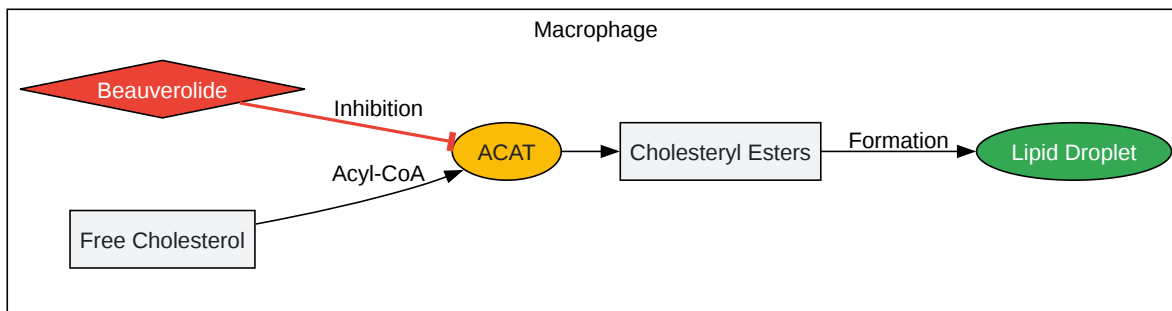 Macrophage
Beauverolide
Inhibition
ACAT
Cholesteryl Esters
Formation
Lipid Droplet
Acyl-CoA
Free Cholesterol